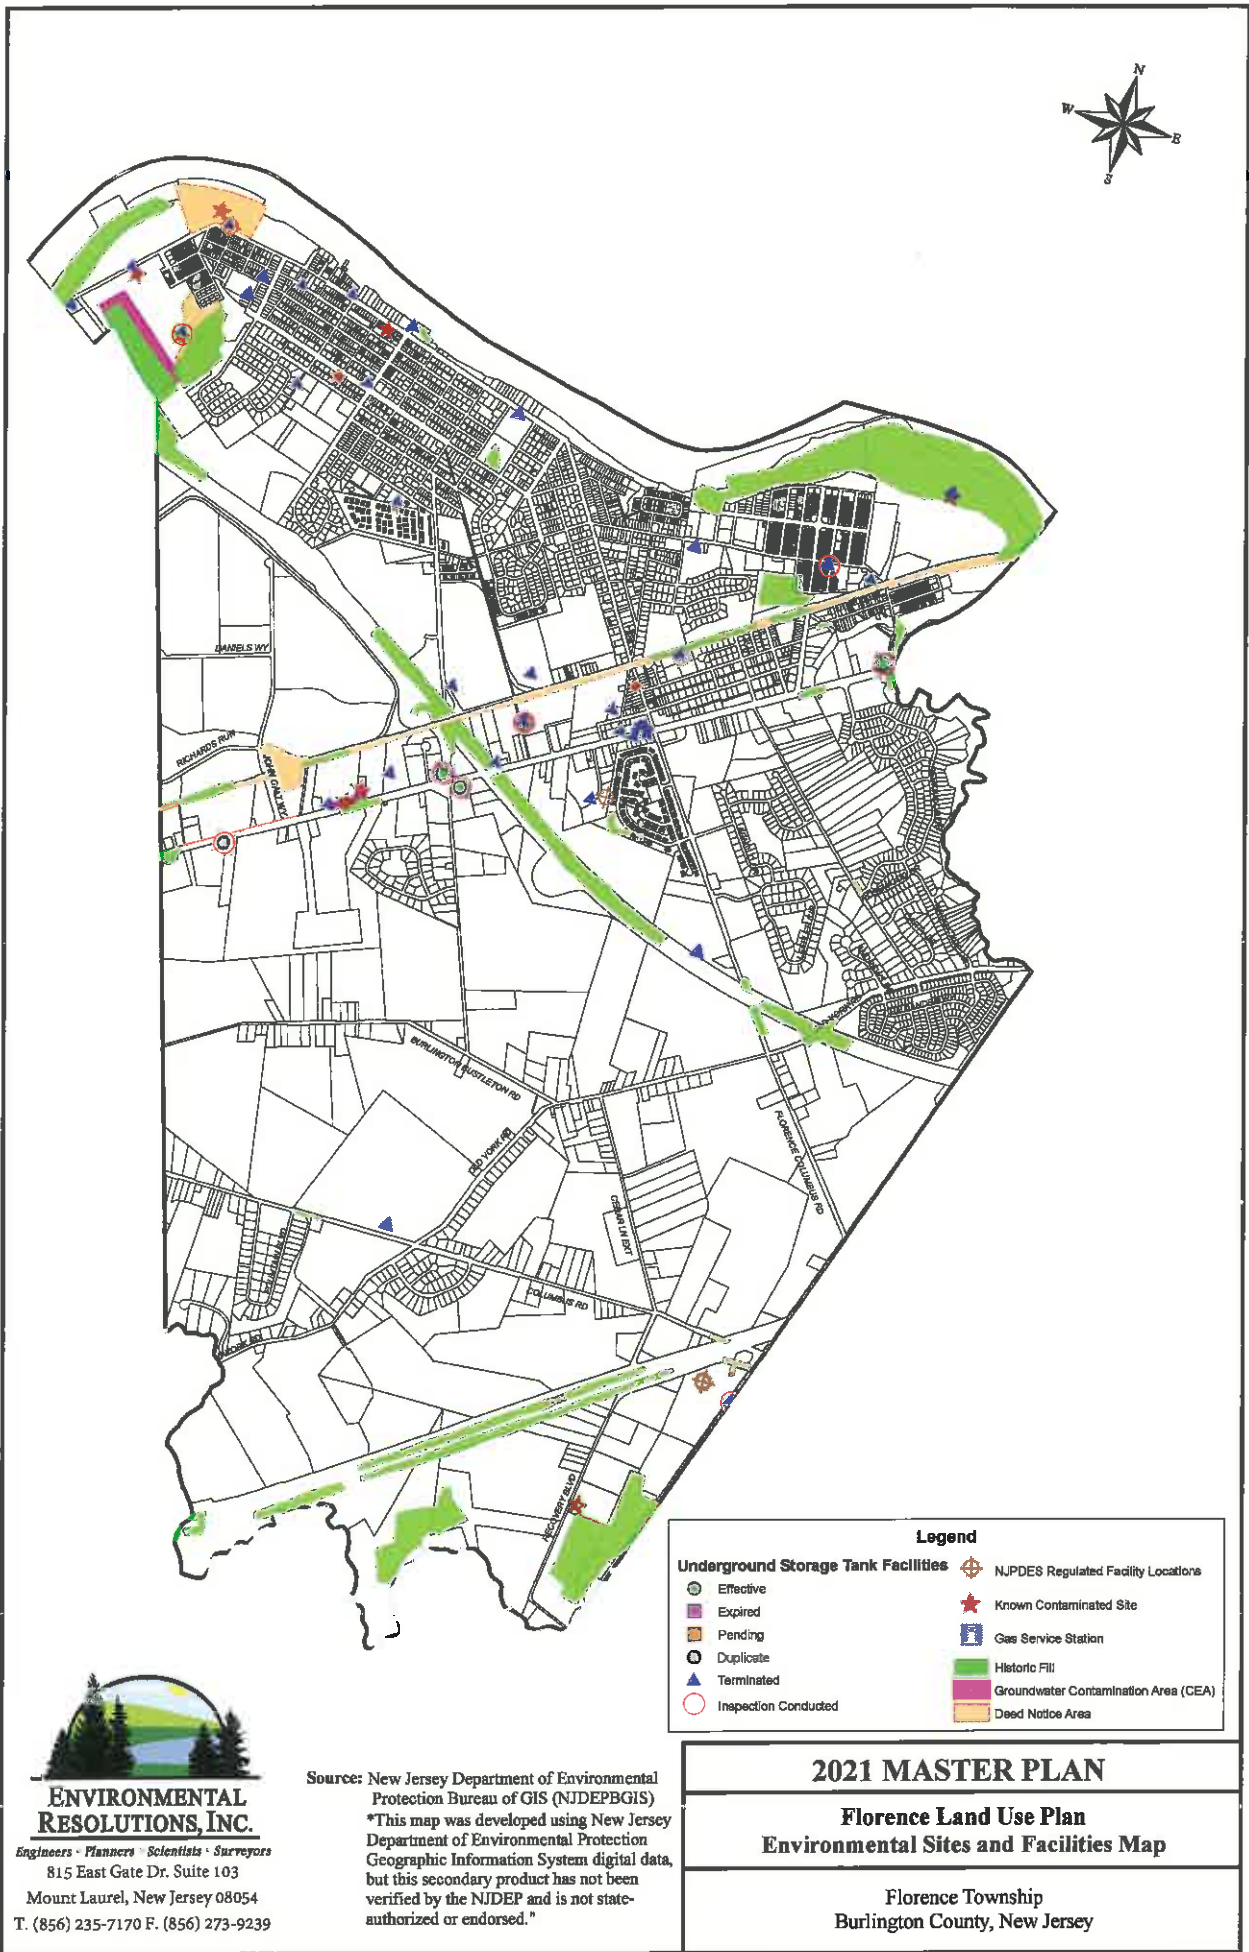 N
W
E
S
DANIELS WY
RICHARDS RUN
JOHN GALT WY
BURLINGTON BUSTLETON RD
OLD YORK RD
FLORENCE COLUMBUS RD
CEDAR LN EXT
COLUMBUS RD
RECOVERY BLVD
Legend
Underground Storage Tank Facilities
Effective
Expired
Pending
Duplicate
Terminated
Inspection Conducted
NJPDES Regulated Facility Locations
Known Contaminated Site
Gas Service Station
Historic Fill
Groundwater Contamination Area (CEA)
Deed Notice Area
ENVIRONMENTAL
RESOLUTIONS, INC.
Engineers - Planners - Scientists - Surveyors
815 East Gate Dr. Suite 103
Mount Laurel, New Jersey 08054
T. (856) 235-7170 F. (856) 273-9239
Source: New Jersey Department of Environmental
Protection Bureau of GIS (NJDEPBGIS)
*This map was developed using New Jersey
Department of Environmental Protection
Geographic Information System digital data,
but this secondary product has not been
verified by the NJDEP and is not state-
authorized or endorsed."
2021 MASTER PLAN
Florence Land Use Plan
Environmental Sites and Facilities Map
Florence Township
Burlington County, New Jersey